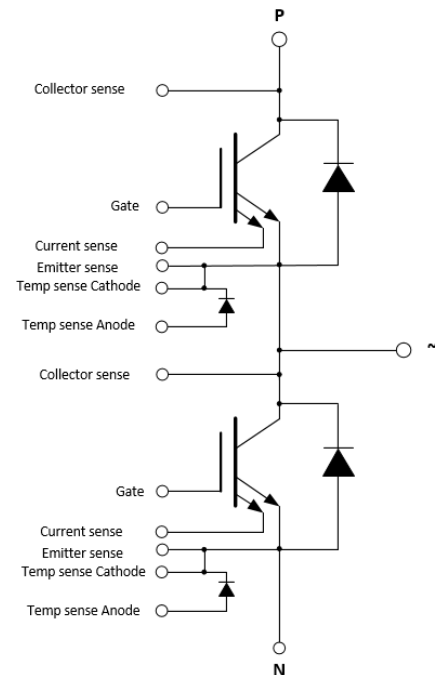 P
Collector sense
Gate
Current sense
Emitter sense
Temp sense Cathode
Temp sense Anode
~
Collector sense
Gate
Current sense
Emitter sense
Temp sense Cathode
Temp sense Anode
N